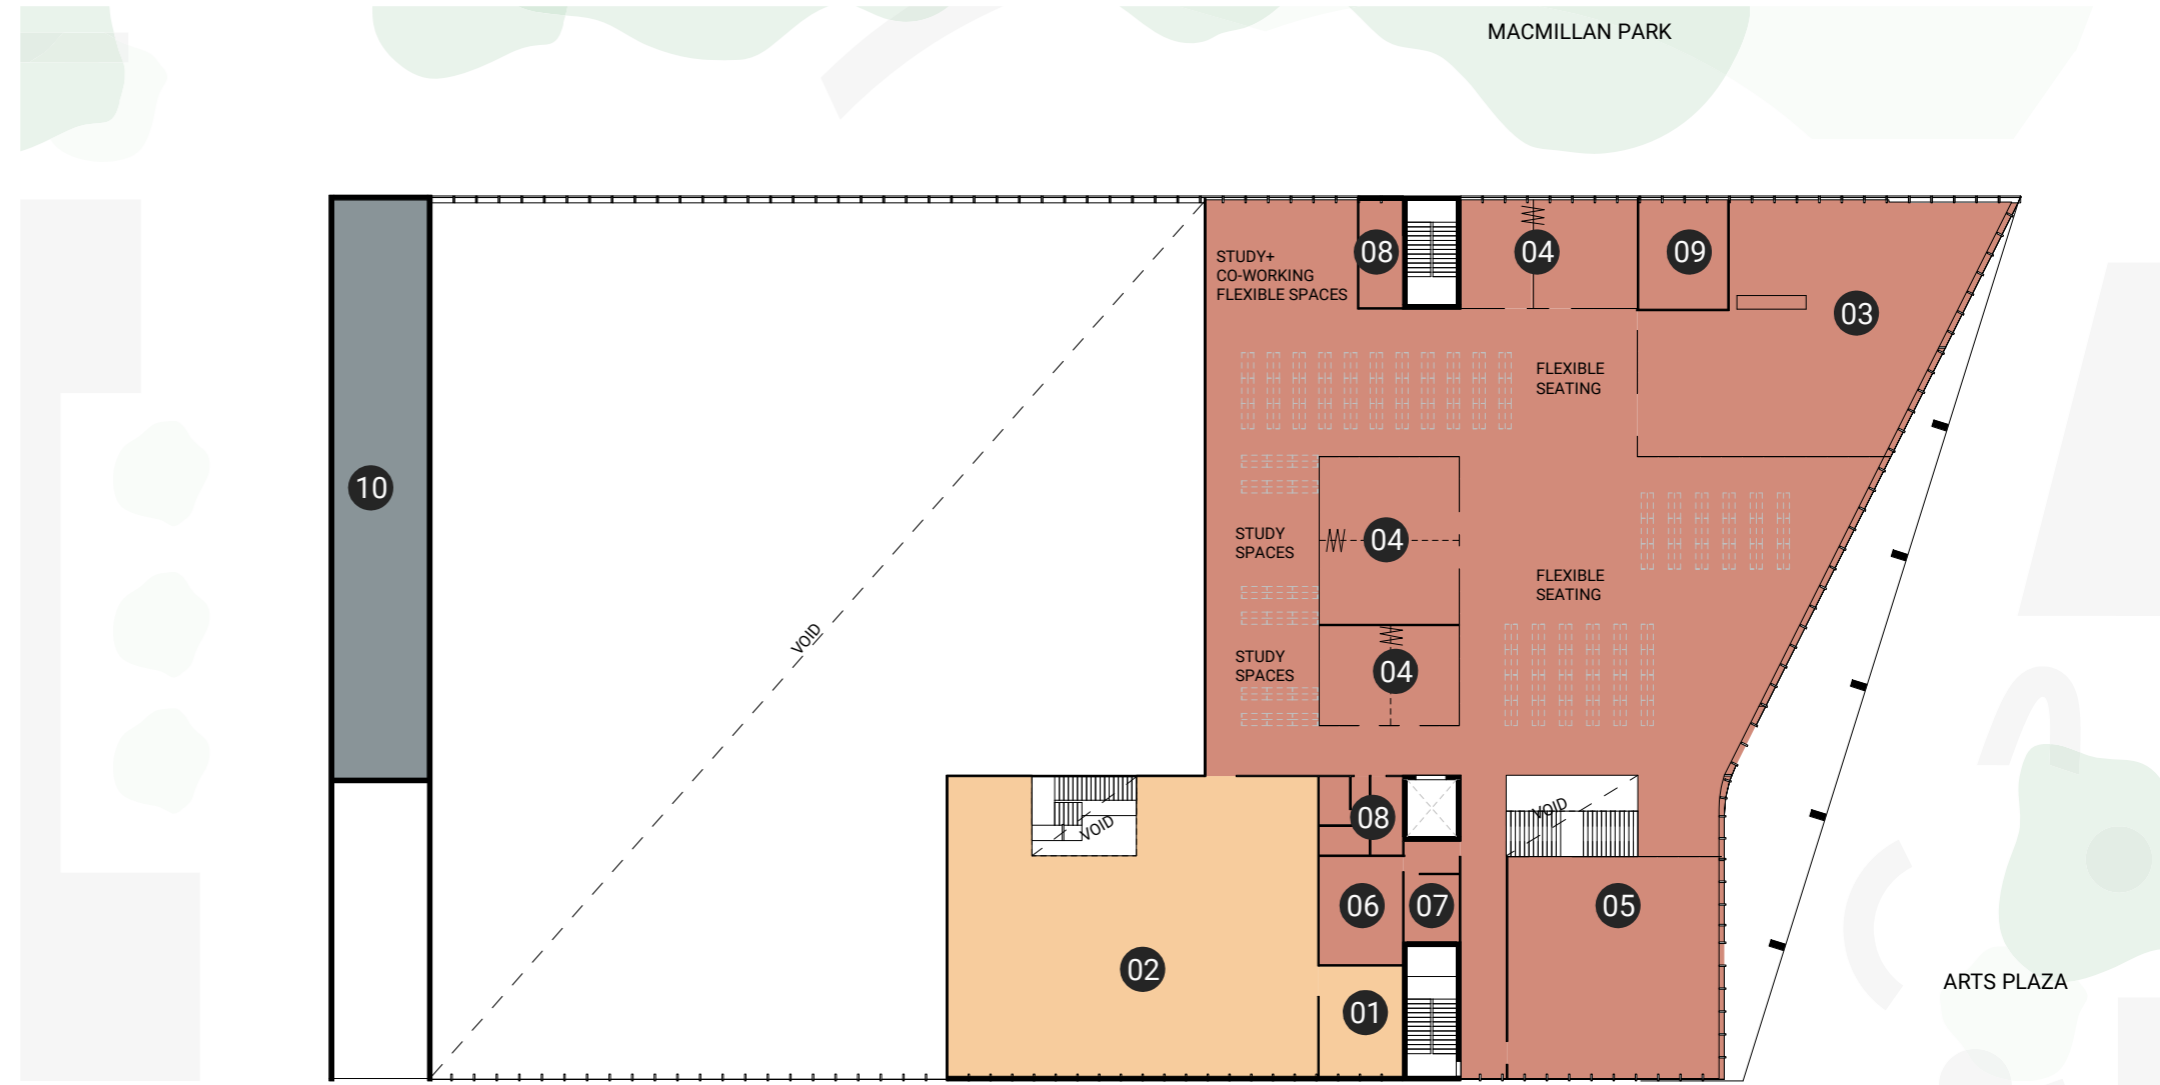 MACMILLAN PARK
08
04
09
STUDY+
CO-WORKING
FLEXIBLE SPACES
03
FLEXIBLE
SEATING
10
STUDY
SPACES
04
FLEXIBLE
SEATING
VOID
STUDY
SPACES
04
VOID
VOID
08
06
07
05
02
ARTS PLAZA
01